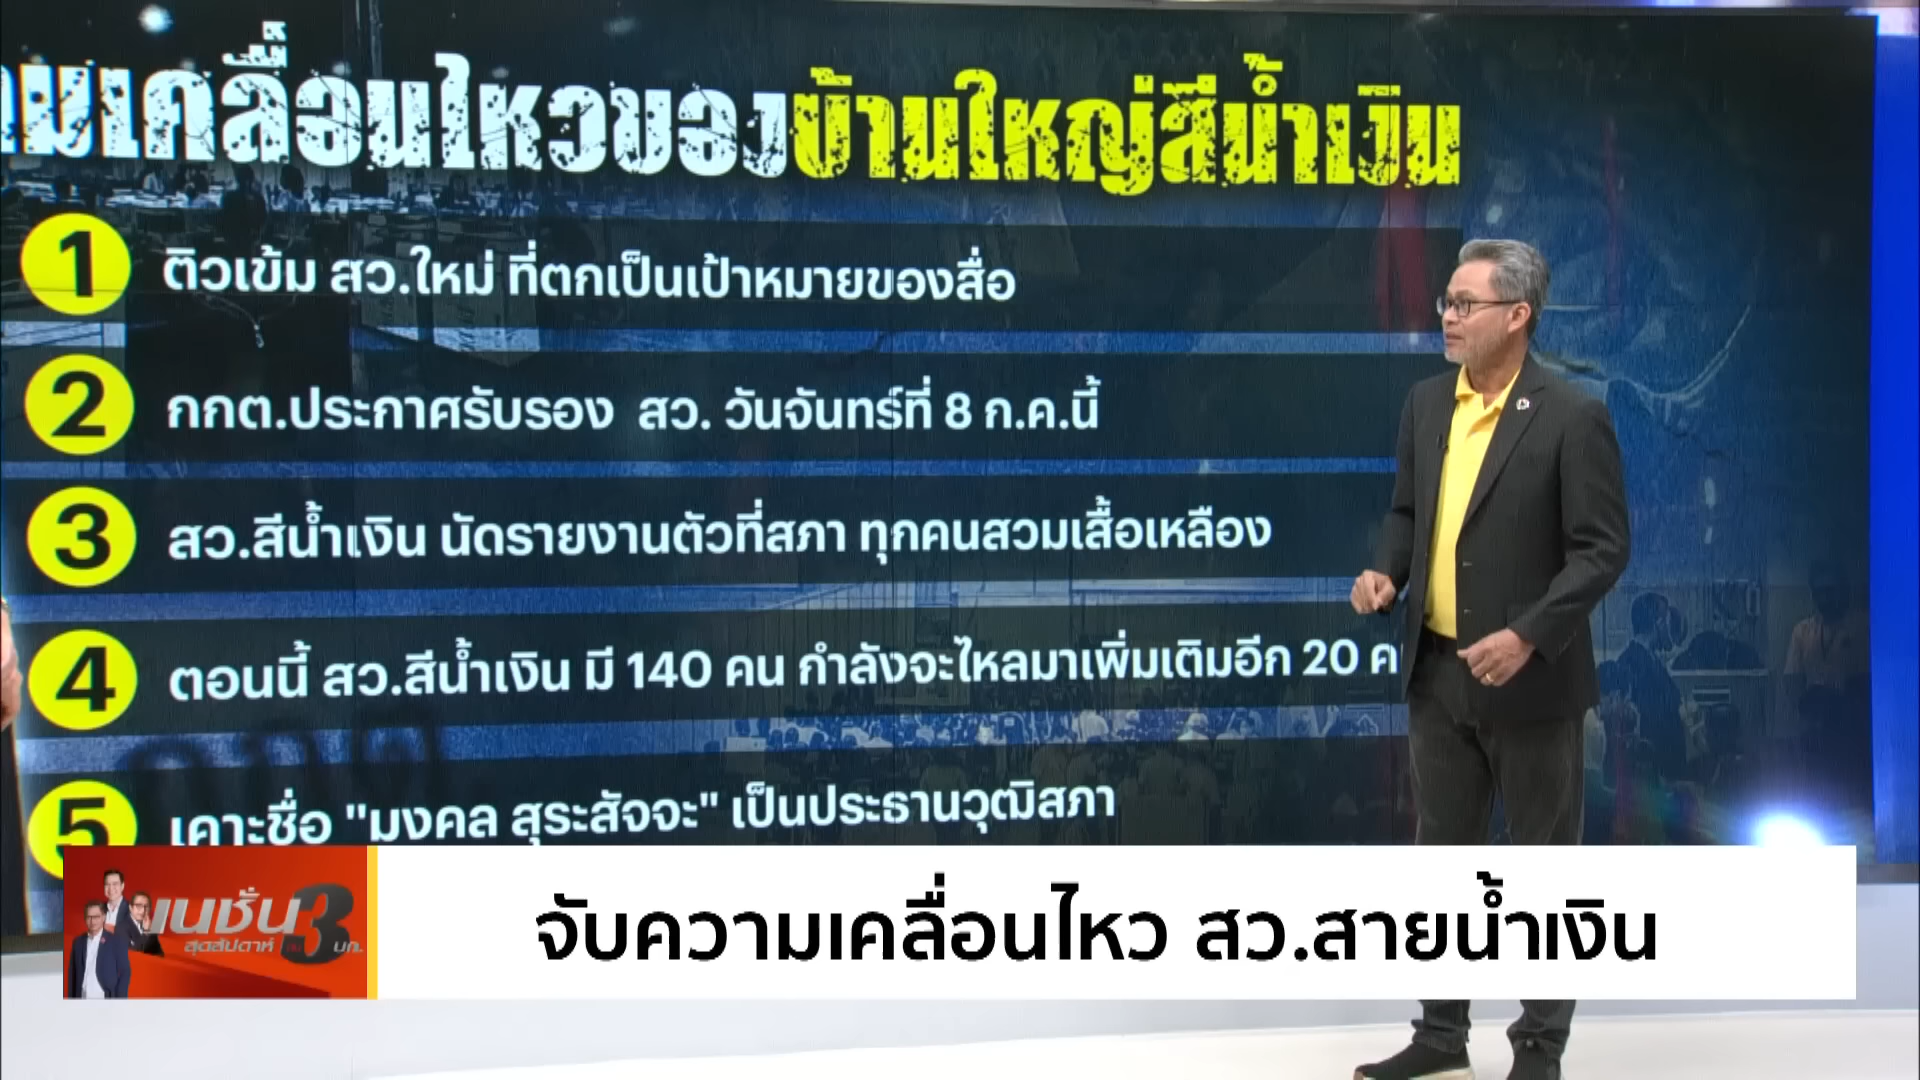 ามเคลื่อนไหวของบ้านใหญ่สีน้ำเงิน
1 ติวเข้ม สว.ใหม่ ที่ตกเป็นเป้าหมายของสื่อ
2 กกต.ประกาศรับรอง สว. วันจันทร์ที่ 8 ก.ค.นี้
3 สว.สีน้ำเงิน นัดรายงานตัวที่สภา ทุกคนสวมเสื้อเหลือง
4 ตอนนี้ สว.สีน้ำเงิน มี 140 คน กำลังจะไหลมาเพิ่มเติมอีก 20 ค
5 เคาะชื่อ "มงคล สุระสัจจะ" เป็นประธานวุฒิสภา
เนชั่น
สุดสัปดาห์ กับ 3 บก.
จับความเคลื่อนไหว สว.สายน้ำเงิน